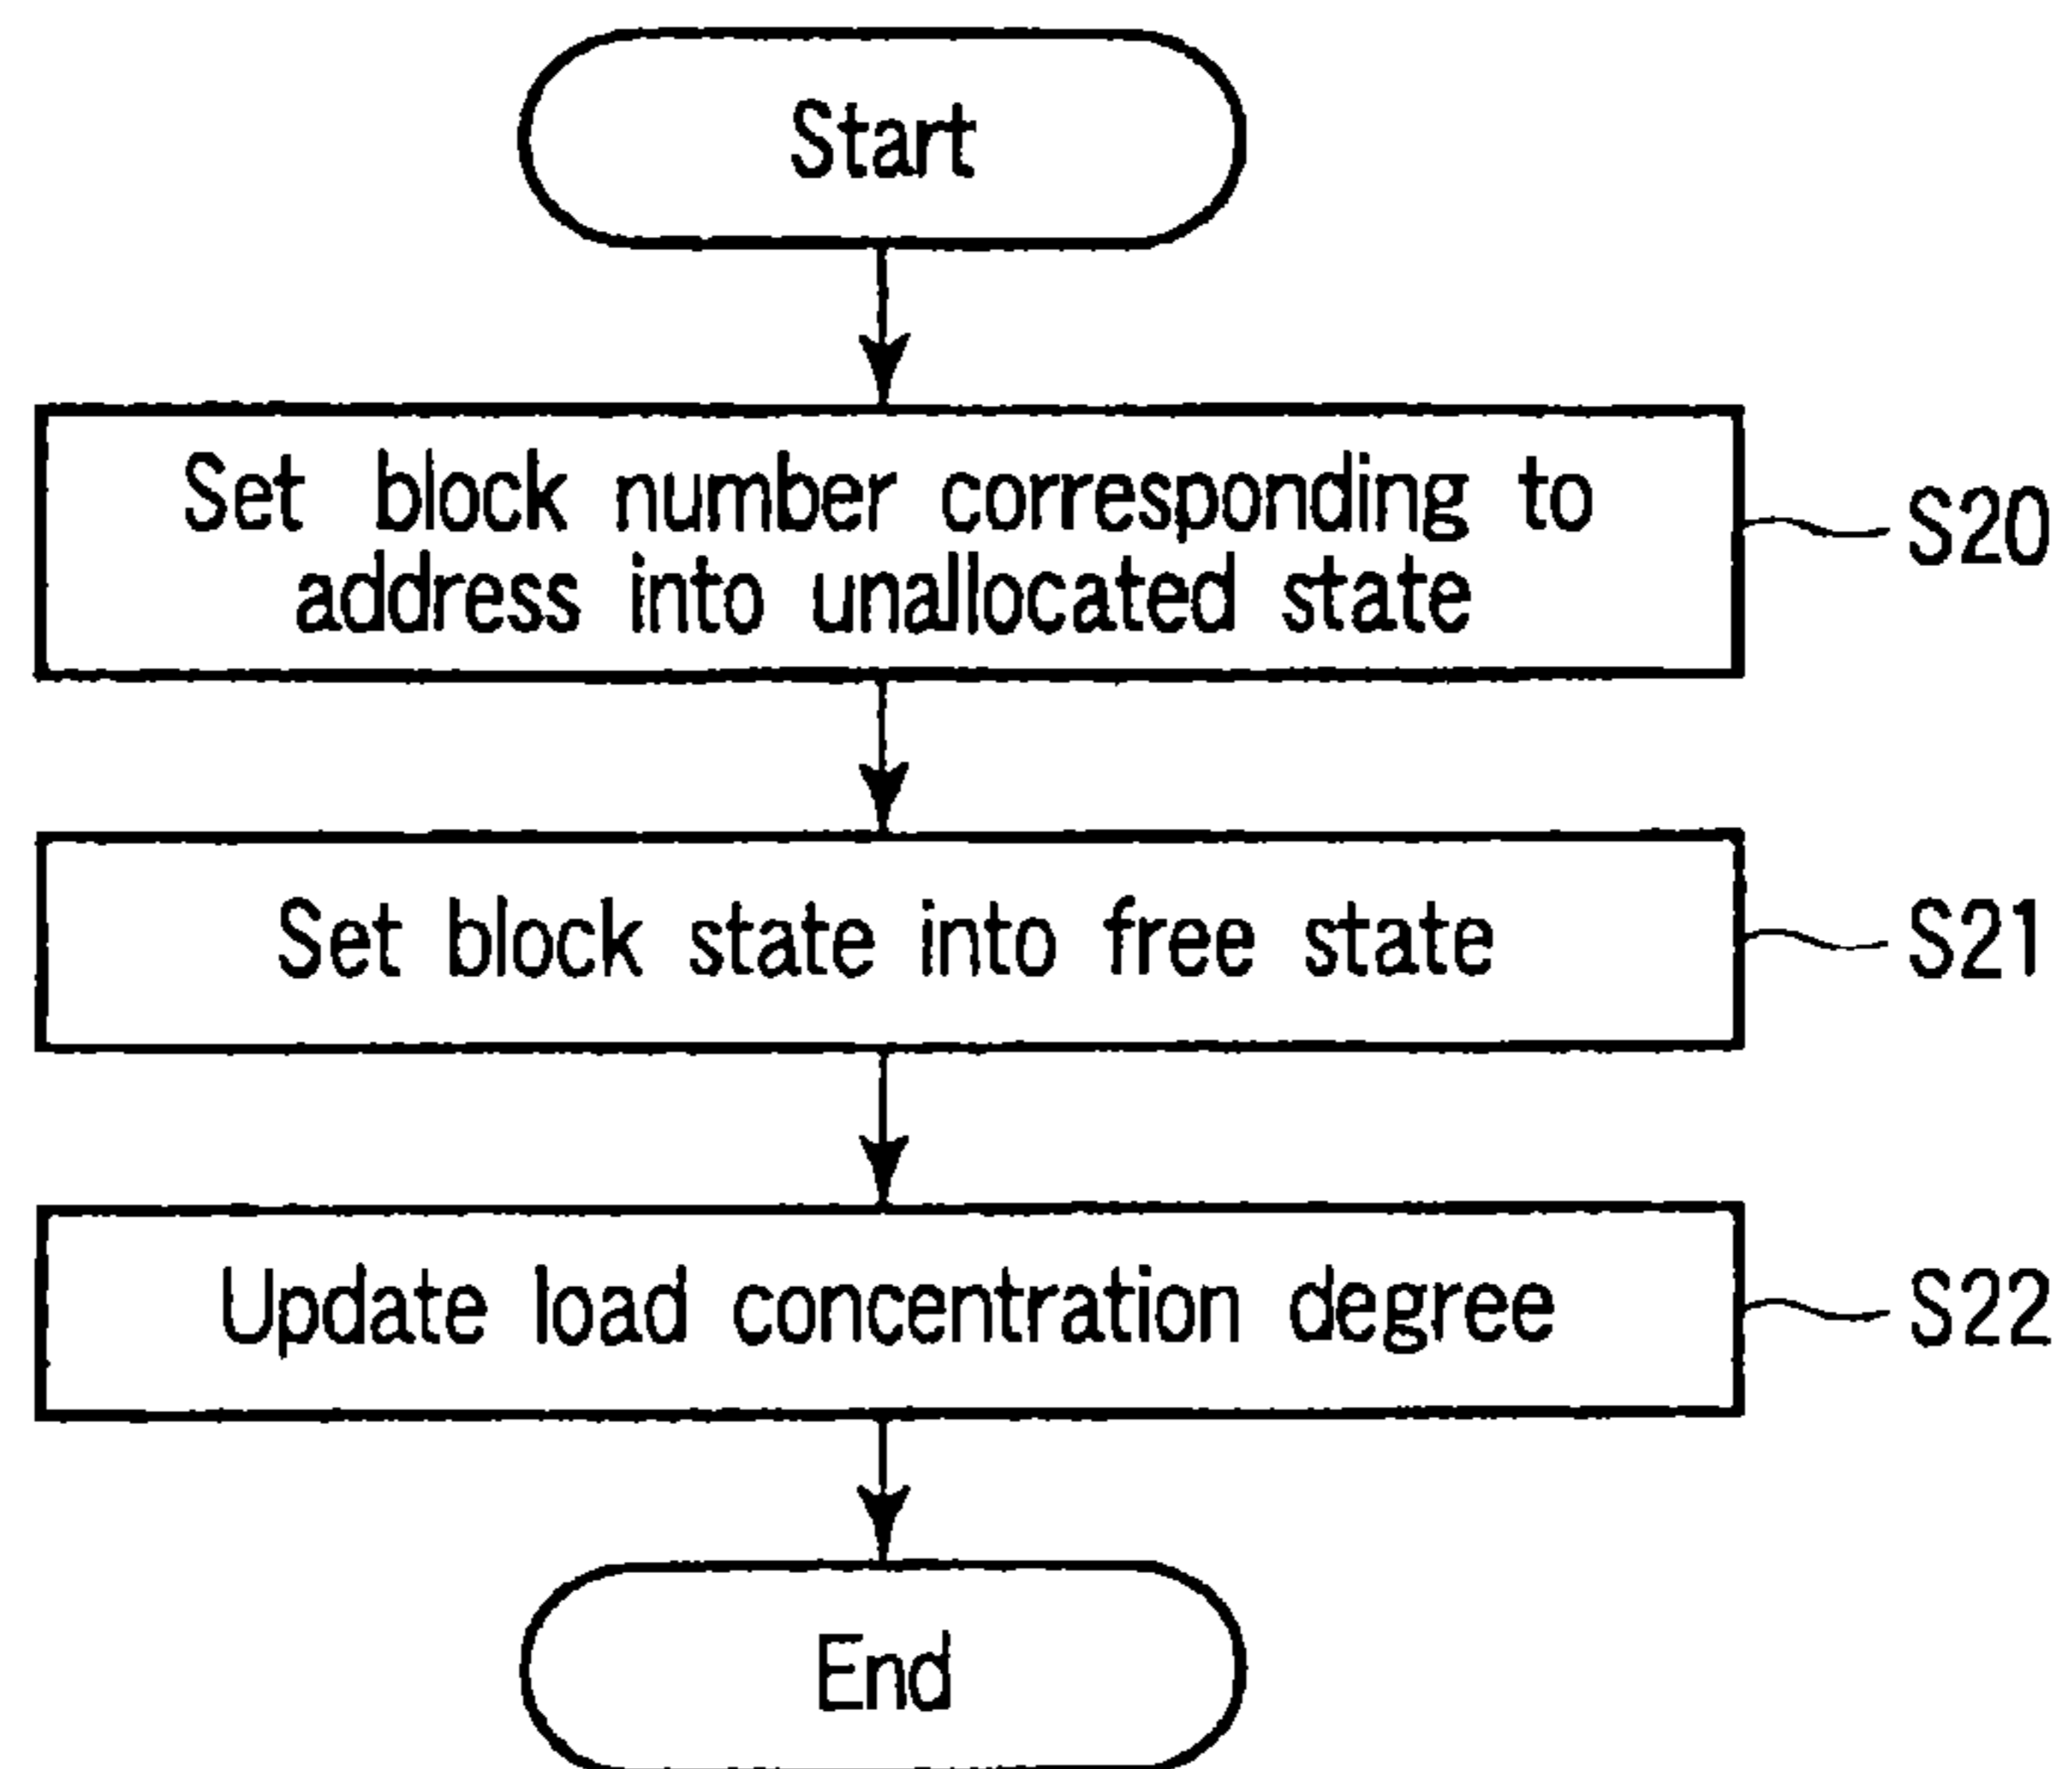 Start
Set block number corresponding to
address into unallocated state
S20
Set block state into free state
S21
Update load concentration degree
S22
End